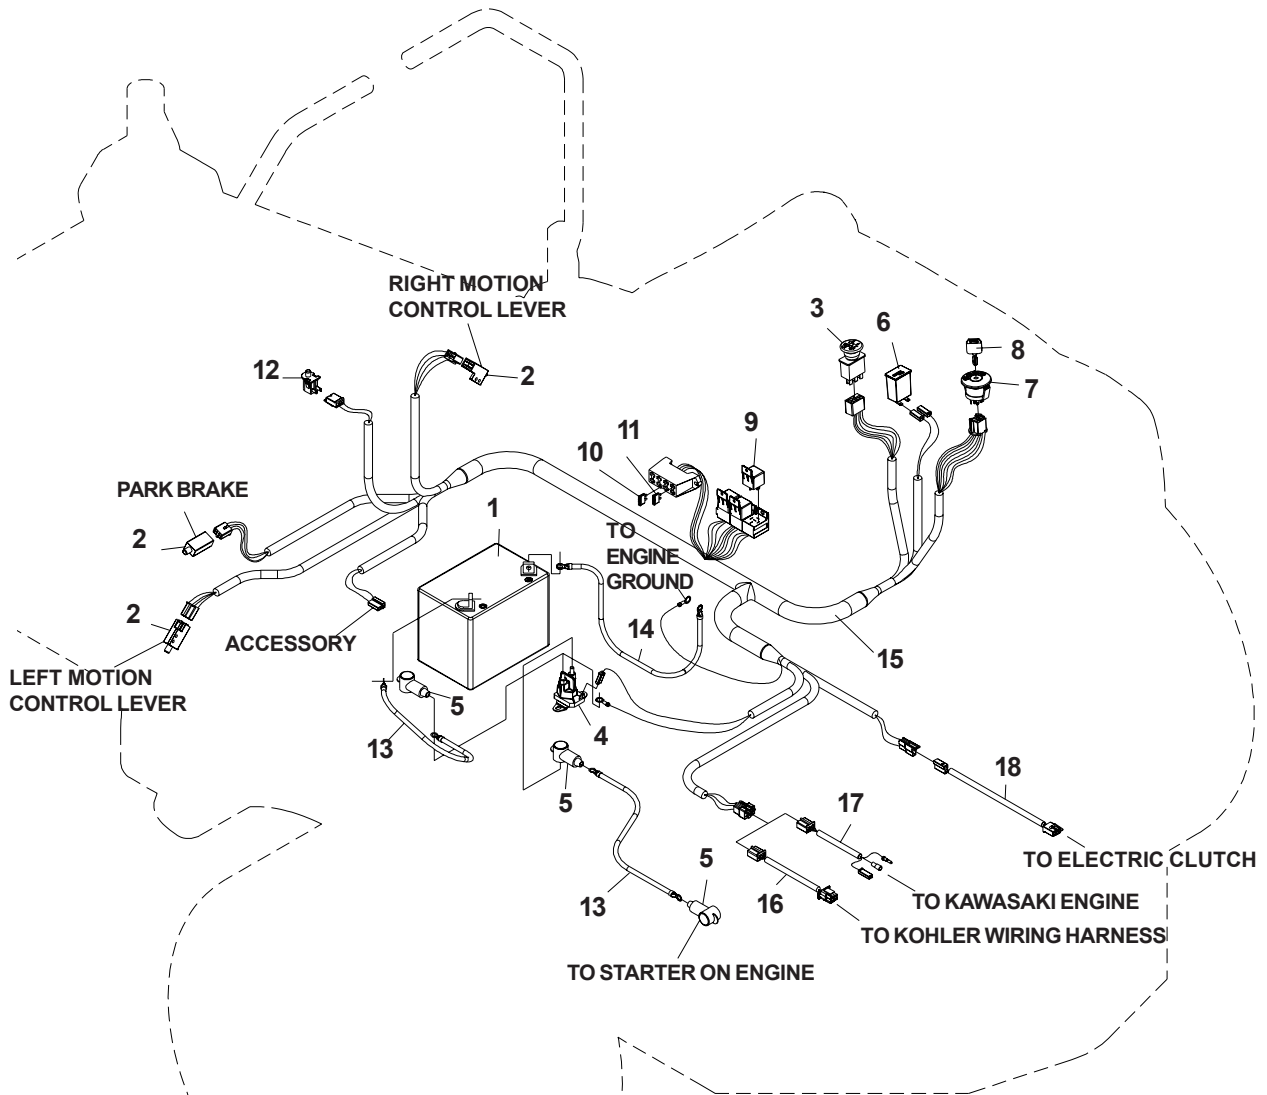 RIGHT MOTION
CONTROL LEVER
3
6
8
12
2
7
9
11
10
PARK BRAKE
1
2
TO
ENGINE
GROUND
2
ACCESSORY
14
15
LEFT MOTION
CONTROL LEVER
5
4
13
18
5
17
TO ELECTRIC CLUTCH
5
13
16
TO KAWASAKI ENGINE
TO KOHLER WIRING HARNESS
TO STARTER ON ENGINE